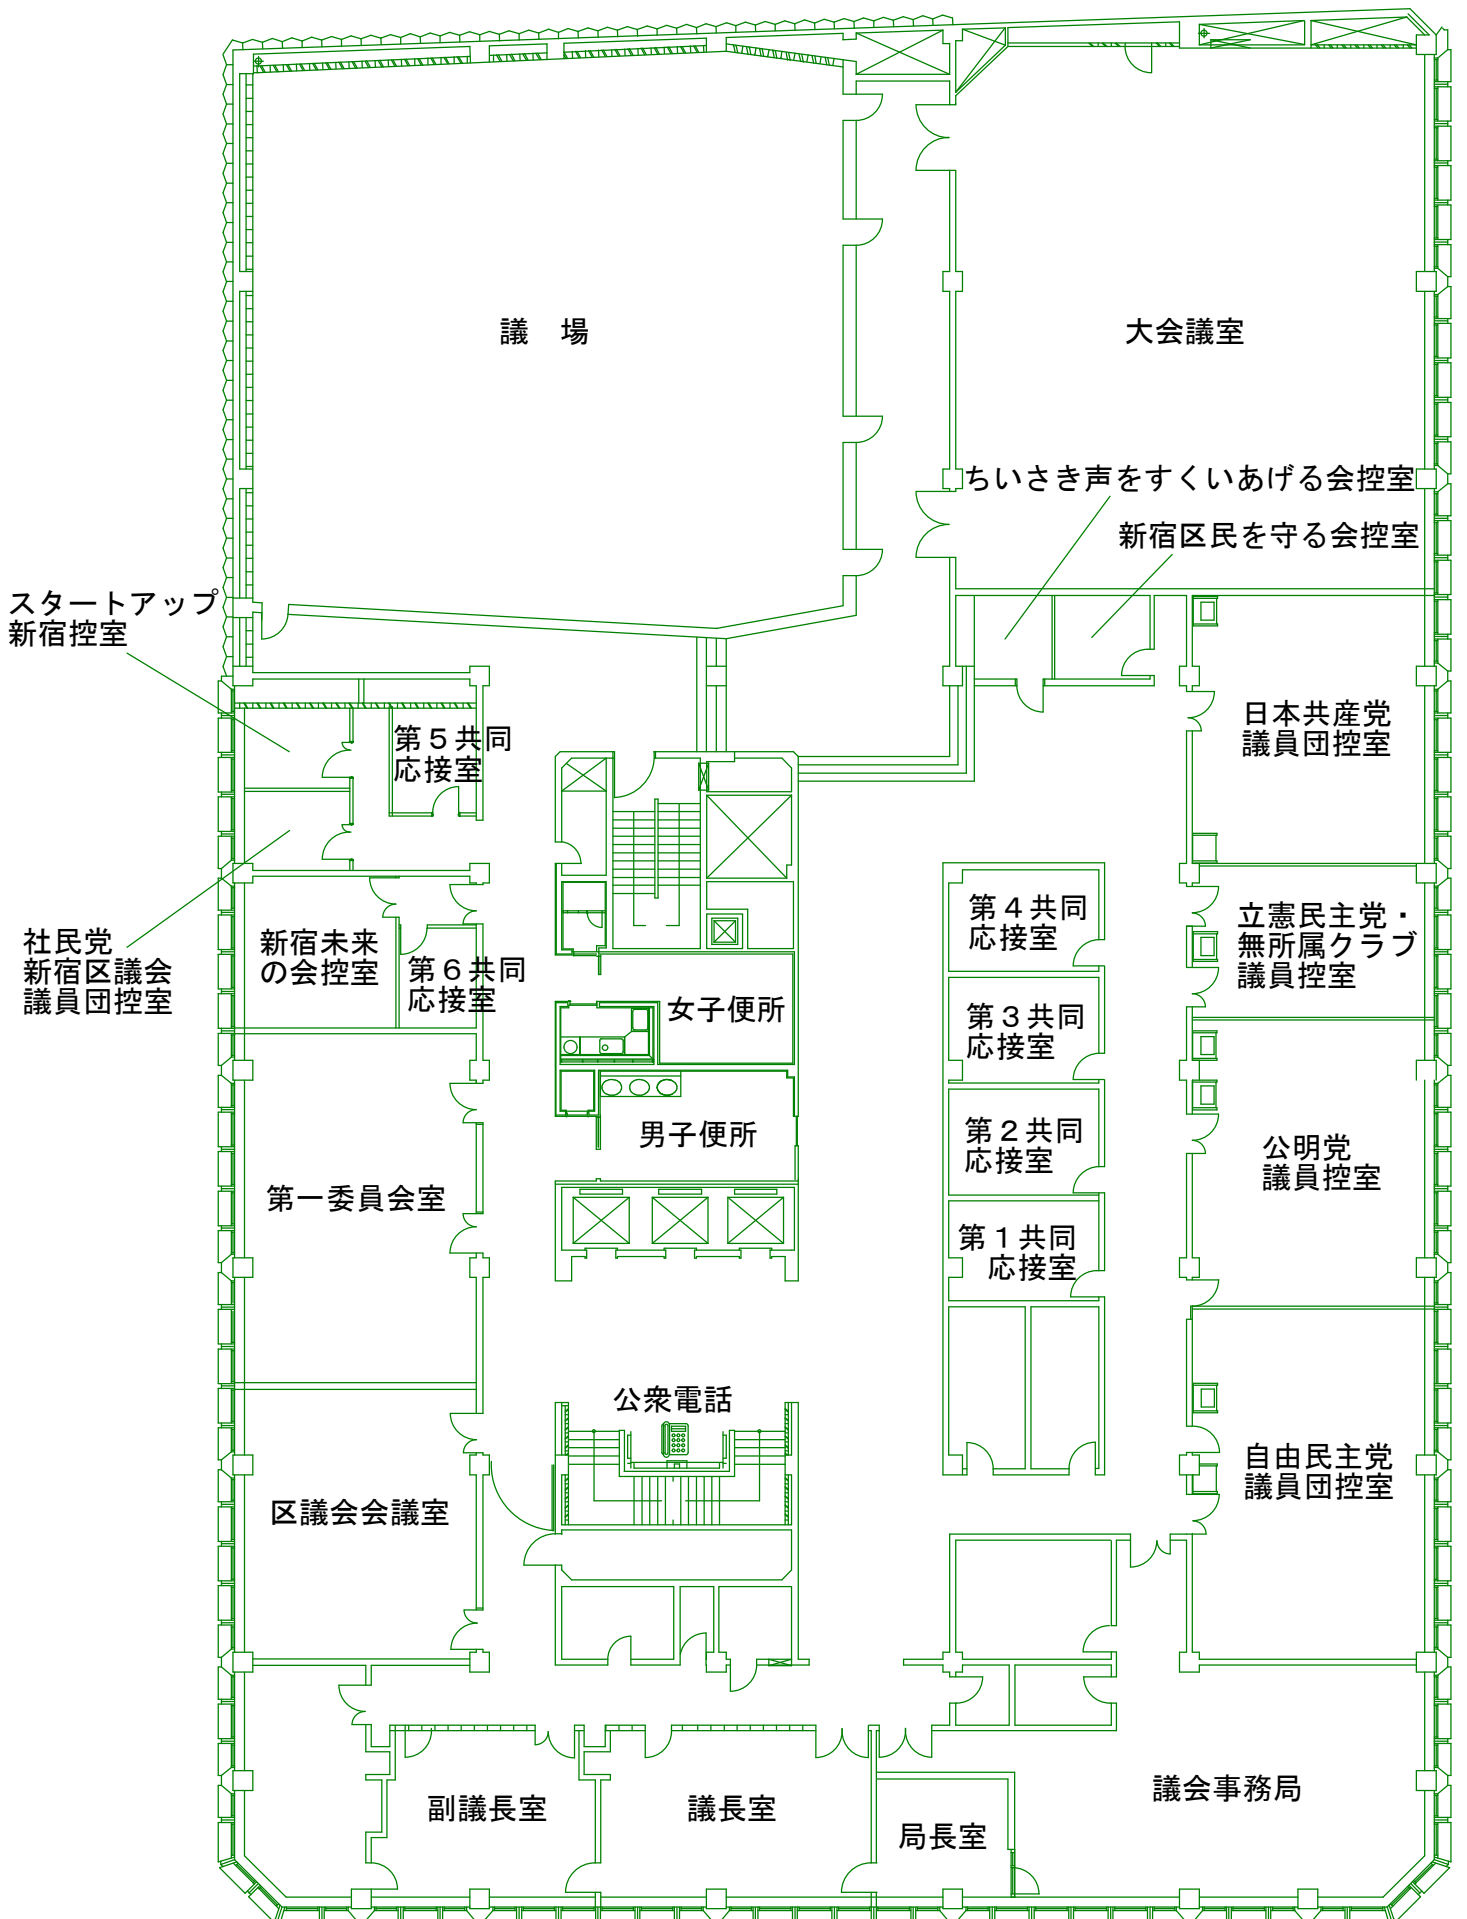 議　場
大会議室
ちいさき声をすくいあげる会控室
新宿区民を守る会控室
スタートアップ
新宿控室
第５共同
応接室
日本共産党
議員団控室
社民党
新宿区議会
議員団控室
新宿未来
の会控室
第６共同
応接室
女子便所
第４共同
応接室
立憲民主党・
無所属クラブ
議員控室
第３共同
応接室
男子便所
第２共同
応接室
公明党
議員控室
第一委員会室
第１共同
応接室
公衆電話
区議会会議室
自由民主党
議員団控室
副議長室
議長室
局長室
議会事務局